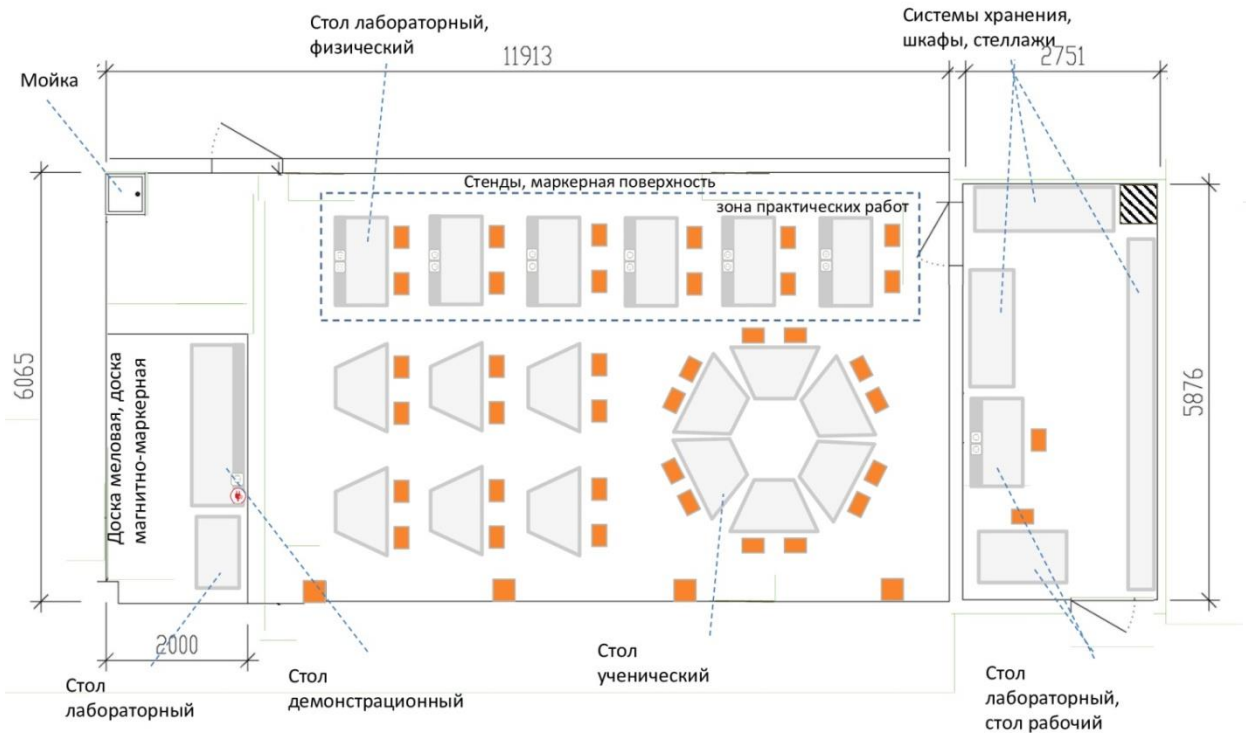 Стол лабораторный,
физический
Системы хранения,
шкафы, стеллажи
11913
2751
Мойка
Стенды, маркерная поверхность
зона практических работ
6065
Доска меловая, доска
магнитно-маркерная
5876
2000
Стол
лабораторный
Стол
демонстрационный
Стол
ученический
Стол
лабораторный,
стол рабочий